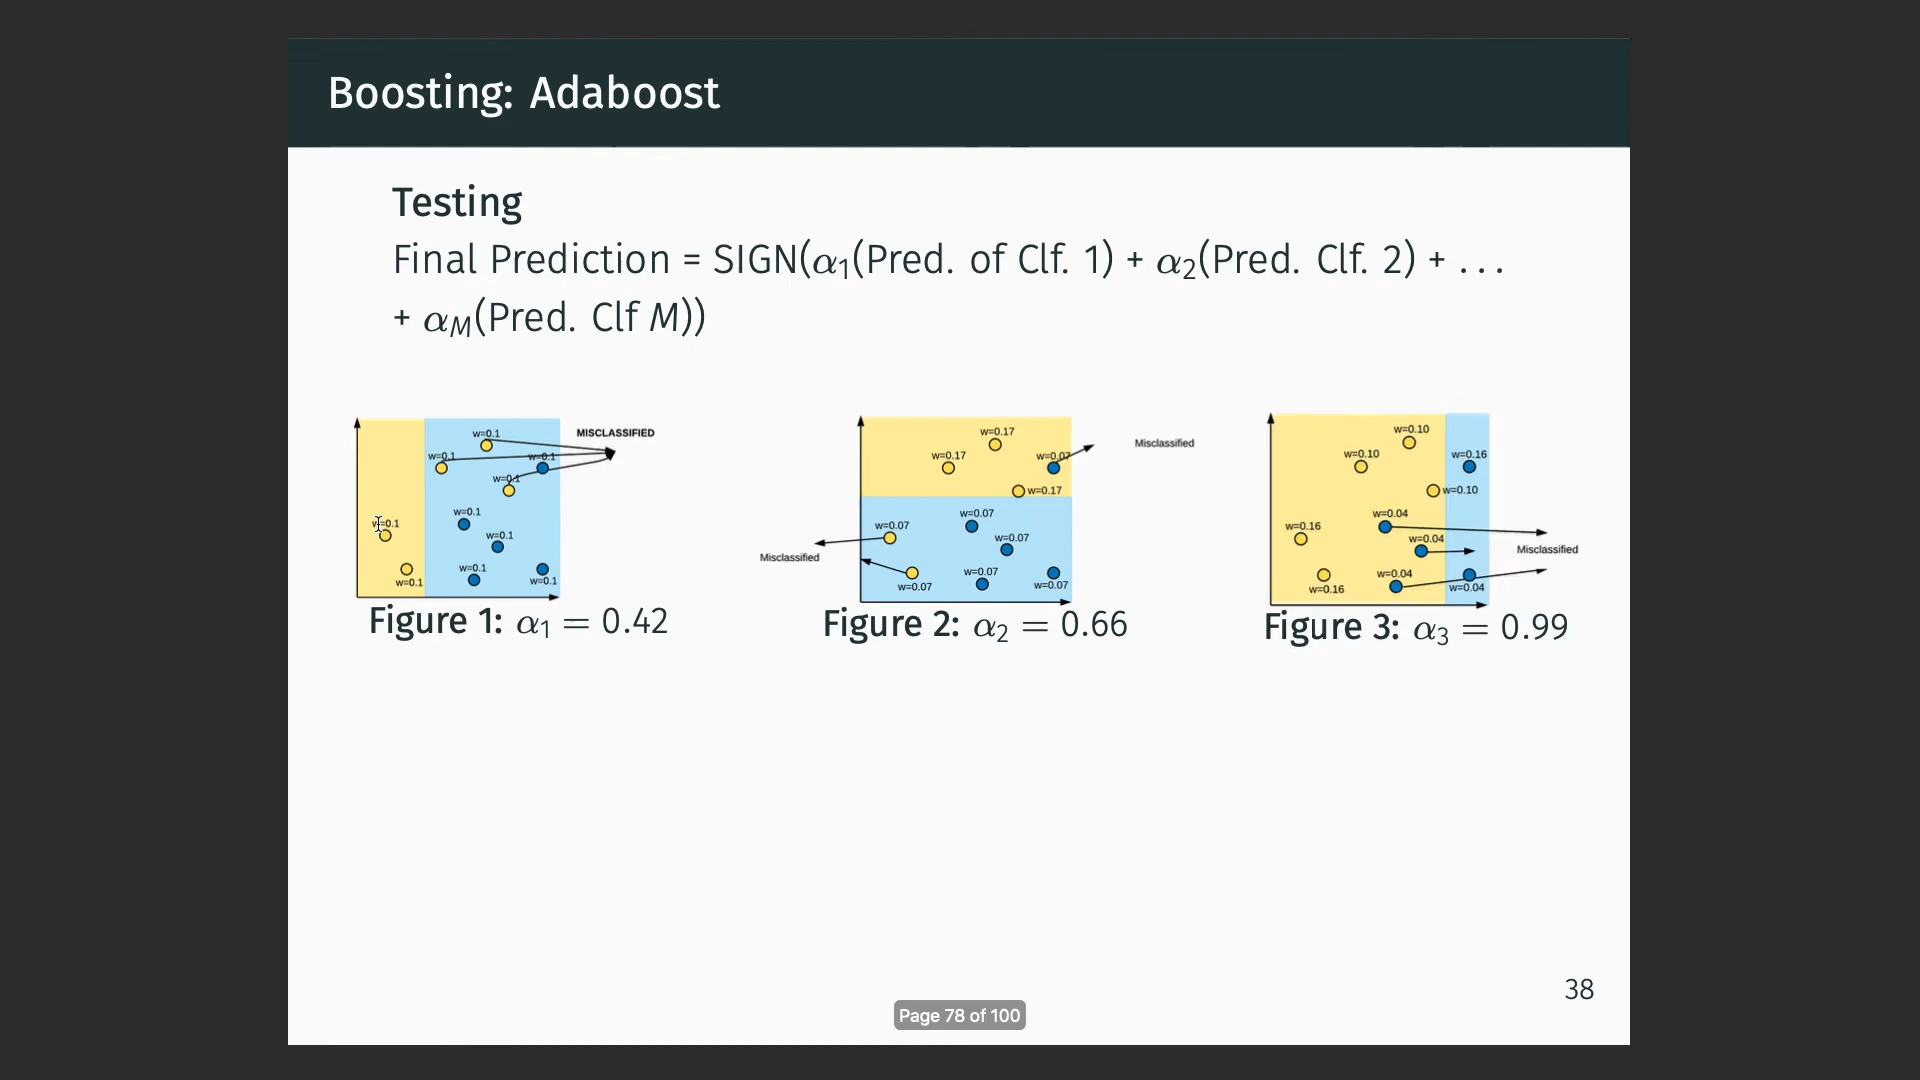 Boosting: Adaboost
Testing
Final Prediction = SIGN(α₁(Pred. of Clf. 1) + α₂(Pred. Clf. 2) + ...
+ α_M(Pred. Clf M))
w=0.1
MISCLASSIFIED
w=0.1
w=0.1
w=0.1
w=0.1
w=0.1
w=0.1
w=0.1
w=0.1
w=0.1
Figure 1: α₁ = 0.42
w=0.17
Misclassified
w=0.17
w=0.07
w=0.17
w=0.07
w=0.07
w=0.07
Misclassified
w=0.07
w=0.07
w=0.07
Figure 2: α₂ = 0.66
w=0.10
w=0.10
w=0.16
w=0.10
w=0.04
w=0.16
w=0.04
Misclassified
w=0.04
w=0.16
w=0.04
Figure 3: α₃ = 0.99
38
Page 78 of 100